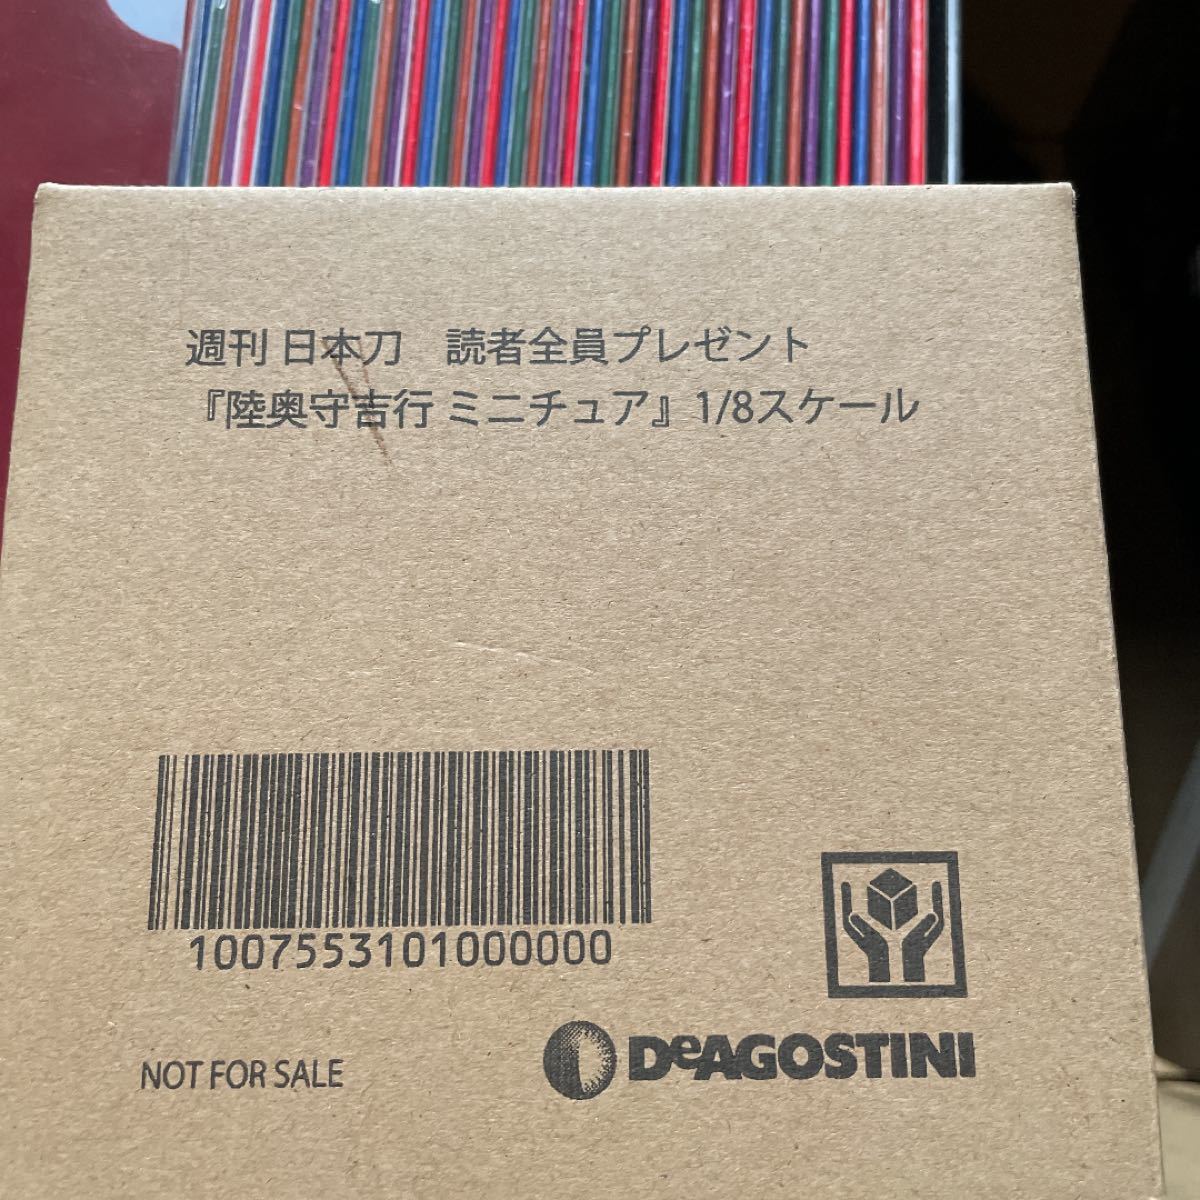 週刊 日本刀　読者全員プレゼント
『陸奥守吉行 ミニチュア』1/8スケール
1007553101000000
NOT FOR SALE
DeAGOSTINI